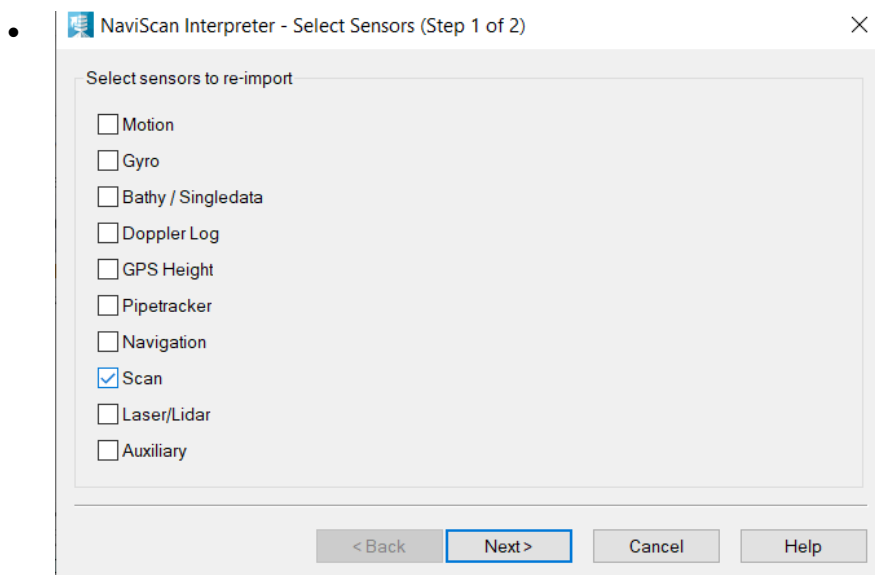 NaviScan Interpreter - Select Sensors (Step 1 of 2)
Select sensors to re-import
Motion
Gyro
Bathy / Singledata
Doppler Log
GPS Height
Pipetracker
Navigation
Scan
Laser/Lidar
Auxiliary
< Back Next > Cancel Help